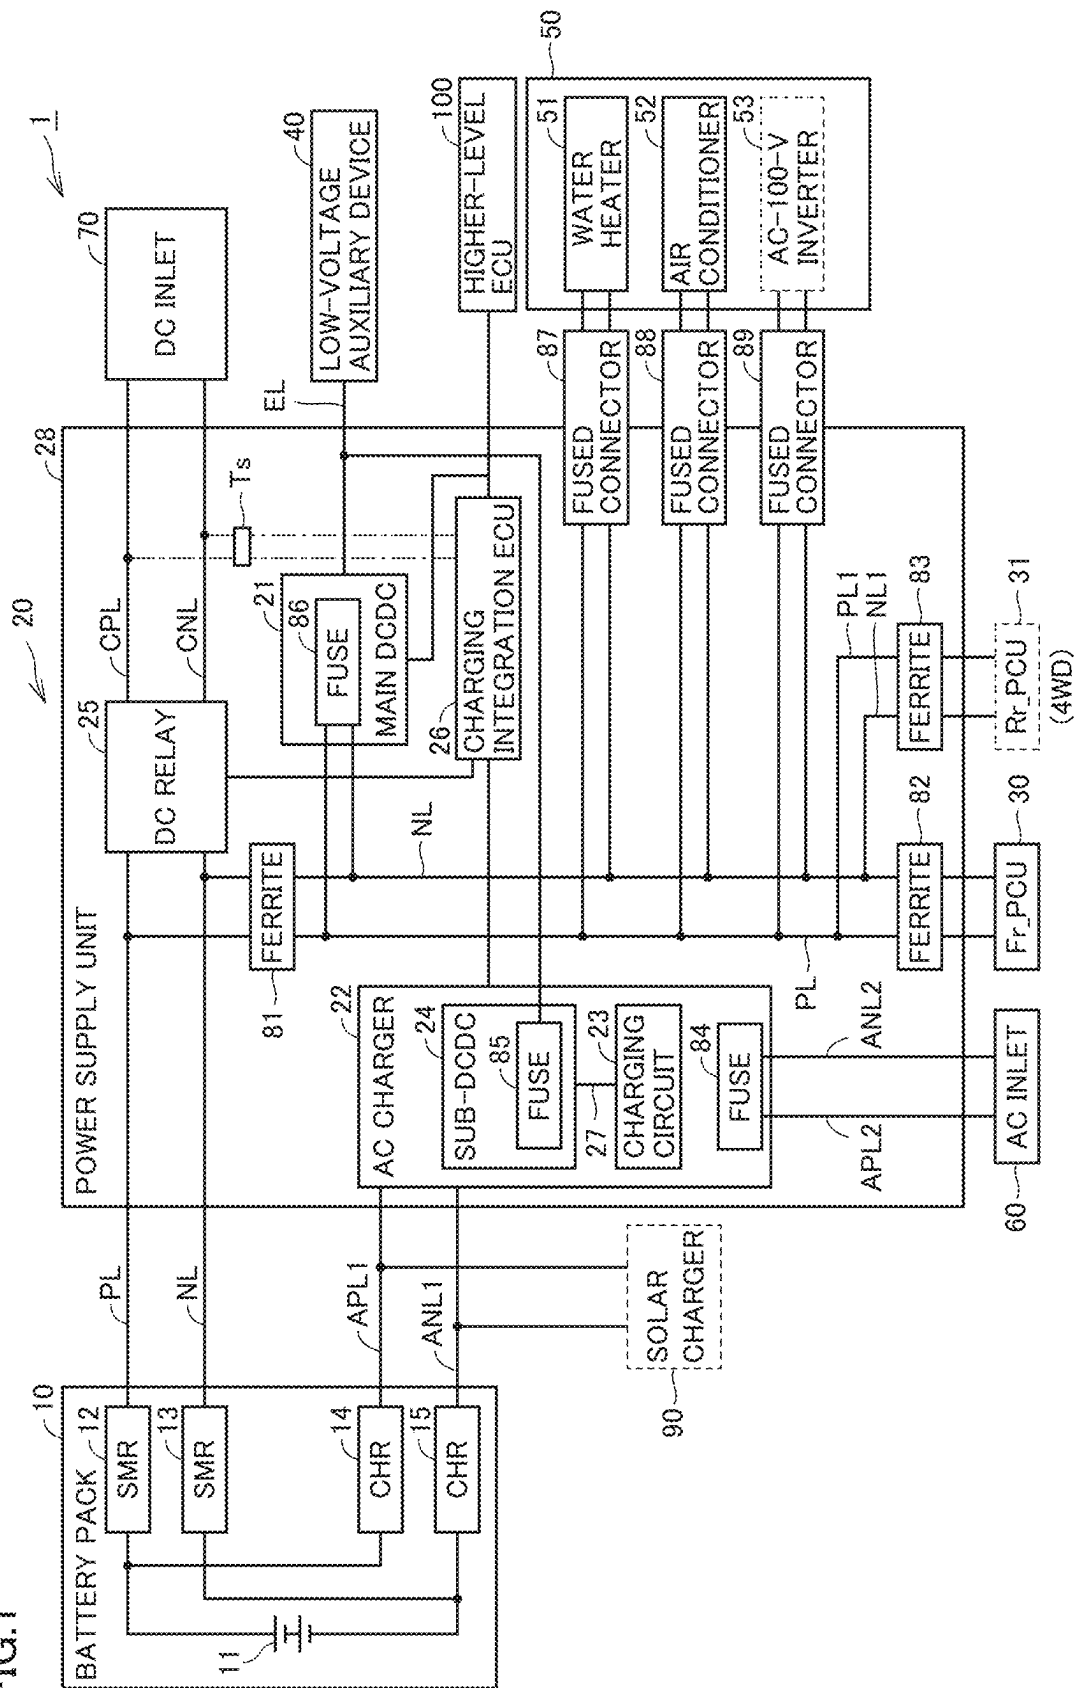 FIG.1
1
20
BATTERY PACK
10
11
SMR
12
SMR
13
CHR
14
CHR
15
PL
NL
APL1
ANL1
SOLAR
CHARGER
90
POWER SUPPLY UNIT
28
DC RELAY
25
CPL
CNL
Ts
DC INLET
70
FERRITE
81
NL
PL
MAIN DCDC
21
FUSE
86
EL
LOW-VOLTAGE
AUXILIARY DEVICE
40
CHARGING
INTEGRATION ECU
26
HIGHER-LEVEL
ECU
100
AC CHARGER
22
SUB-DCDC
24
FUSE
85
27
CHARGING
CIRCUIT
23
FUSE
84
APL2
ANL2
AC INLET
60
FUSED
CONNECTOR
87
FUSED
CONNECTOR
88
FUSED
CONNECTOR
89
50
WATER
HEATER
51
AIR
CONDITIONER
52
AC-100-V
INVERTER
53
PL1
NL1
FERRITE
82
FERRITE
83
Fr_PCU
30
Rr_PCU
31
(4WD)